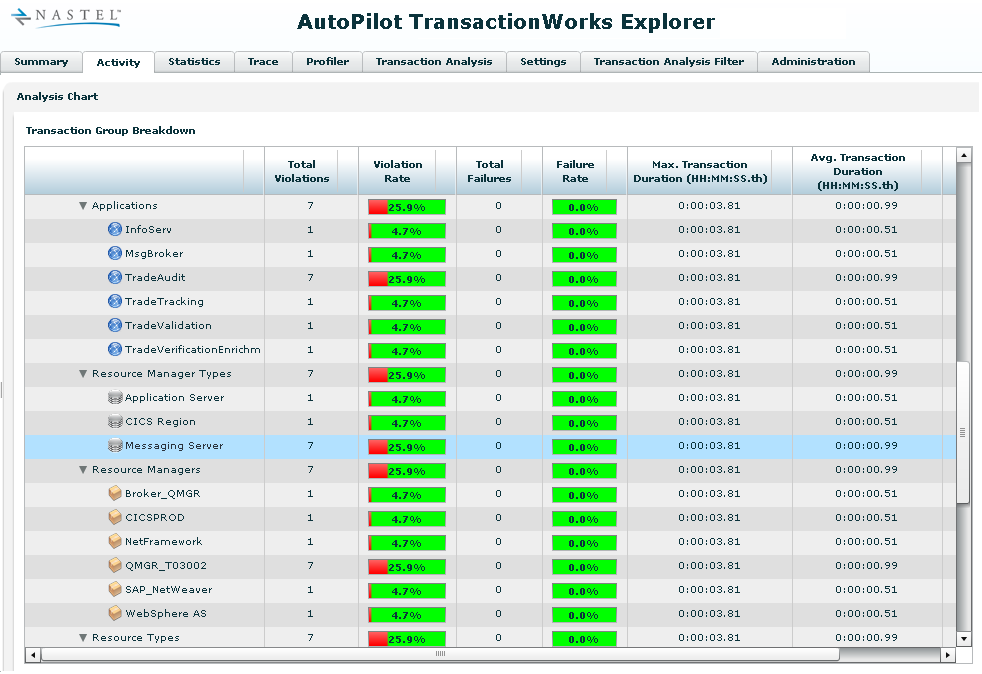 NASTEL
AutoPilot TransactionWorks Explorer
Summary Activity Statistics Trace Profiler Transaction Analysis Settings Transaction Analysis Filter Administration
Analysis Chart
Transaction Group Breakdown
Total Violations Violation Rate Total Failures Failure Rate Max. Transaction Duration (HH:MM:SS.th) Avg. Transaction Duration (HH:MM:SS.th)
Applications 7 25.9% 0 0.0% 0:00:03.81 0:00:00.99
InfoServ 1 4.7% 0 0.0% 0:00:03.81 0:00:00.51
MsgBroker 1 4.7% 0 0.0% 0:00:03.81 0:00:00.51
TradeAudit 7 25.9% 0 0.0% 0:00:03.81 0:00:00.99
TradeTracking 1 4.7% 0 0.0% 0:00:03.81 0:00:00.51
TradeValidation 1 4.7% 0 0.0% 0:00:03.81 0:00:00.51
TradeVerificationEnrichm 1 4.7% 0 0.0% 0:00:03.81 0:00:00.51
Resource Manager Types 7 25.9% 0 0.0% 0:00:03.81 0:00:00.99
Application Server 1 4.7% 0 0.0% 0:00:03.81 0:00:00.51
CICS Region 1 4.7% 0 0.0% 0:00:03.81 0:00:00.51
Messaging Server 7 25.9% 0 0.0% 0:00:03.81 0:00:00.99
Resource Managers 7 25.9% 0 0.0% 0:00:03.81 0:00:00.99
Broker_QMGR 1 4.7% 0 0.0% 0:00:03.81 0:00:00.51
CICSPROD 1 4.7% 0 0.0% 0:00:03.81 0:00:00.51
NetFramework 1 4.7% 0 0.0% 0:00:03.81 0:00:00.51
QMGR_T03002 7 25.9% 0 0.0% 0:00:03.81 0:00:00.99
SAP_NetWeaver 1 4.7% 0 0.0% 0:00:03.81 0:00:00.51
WebSphere AS 1 4.7% 0 0.0% 0:00:03.81 0:00:00.51
Resource Types 7 25.9% 0 0.0% 0:00:03.81 0:00:00.99